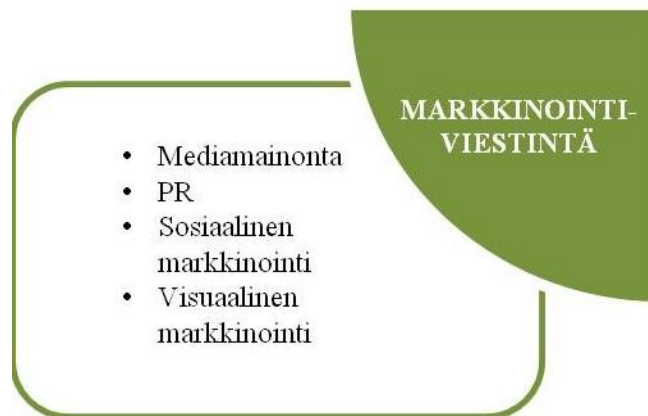 MARKKINOINTI-
VIESTINTÄ
• Mediamainonta
• PR
• Sosiaalinen
markkinointi
• Visuaalinen
markkinointi